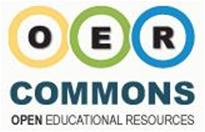 OER
COMMONS
OPEN EDUCATIONAL RESOURCES